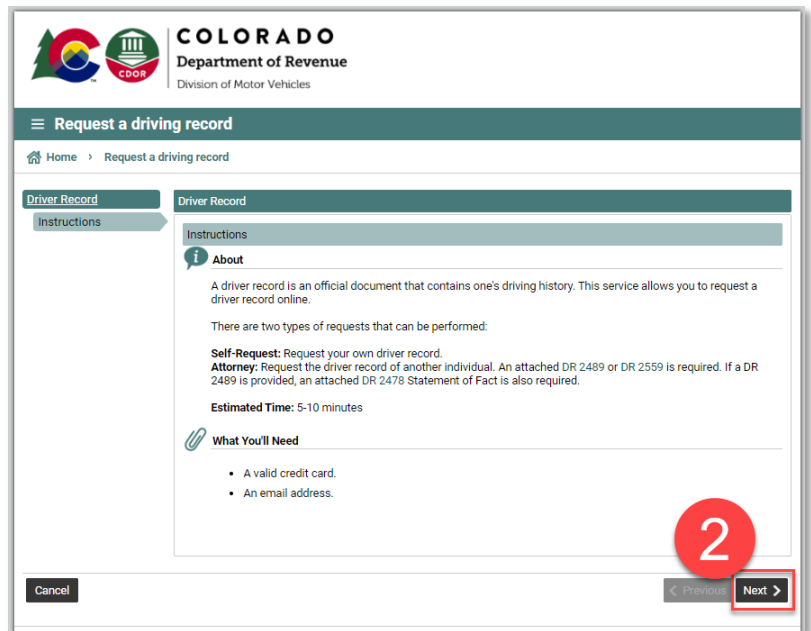 CDOR
COLORADO
Department of Revenue
Division of Motor Vehicles
Request a driving record
Home › Request a driving record
Driver Record
Instructions
Driver Record
Instructions
i About
A driver record is an official document that contains one's driving history. This service allows you to request a
driver record online.
There are two types of requests that can be performed:
Self-Request: Request your own driver record.
Attorney: Request the driver record of another individual. An attached DR 2489 or DR 2559 is required. If a DR
2489 is provided, an attached DR 2478 Statement of Fact is also required.
Estimated Time: 5-10 minutes
What You'll Need
• A valid credit card.
• An email address.
2
Cancel
Previous
Next